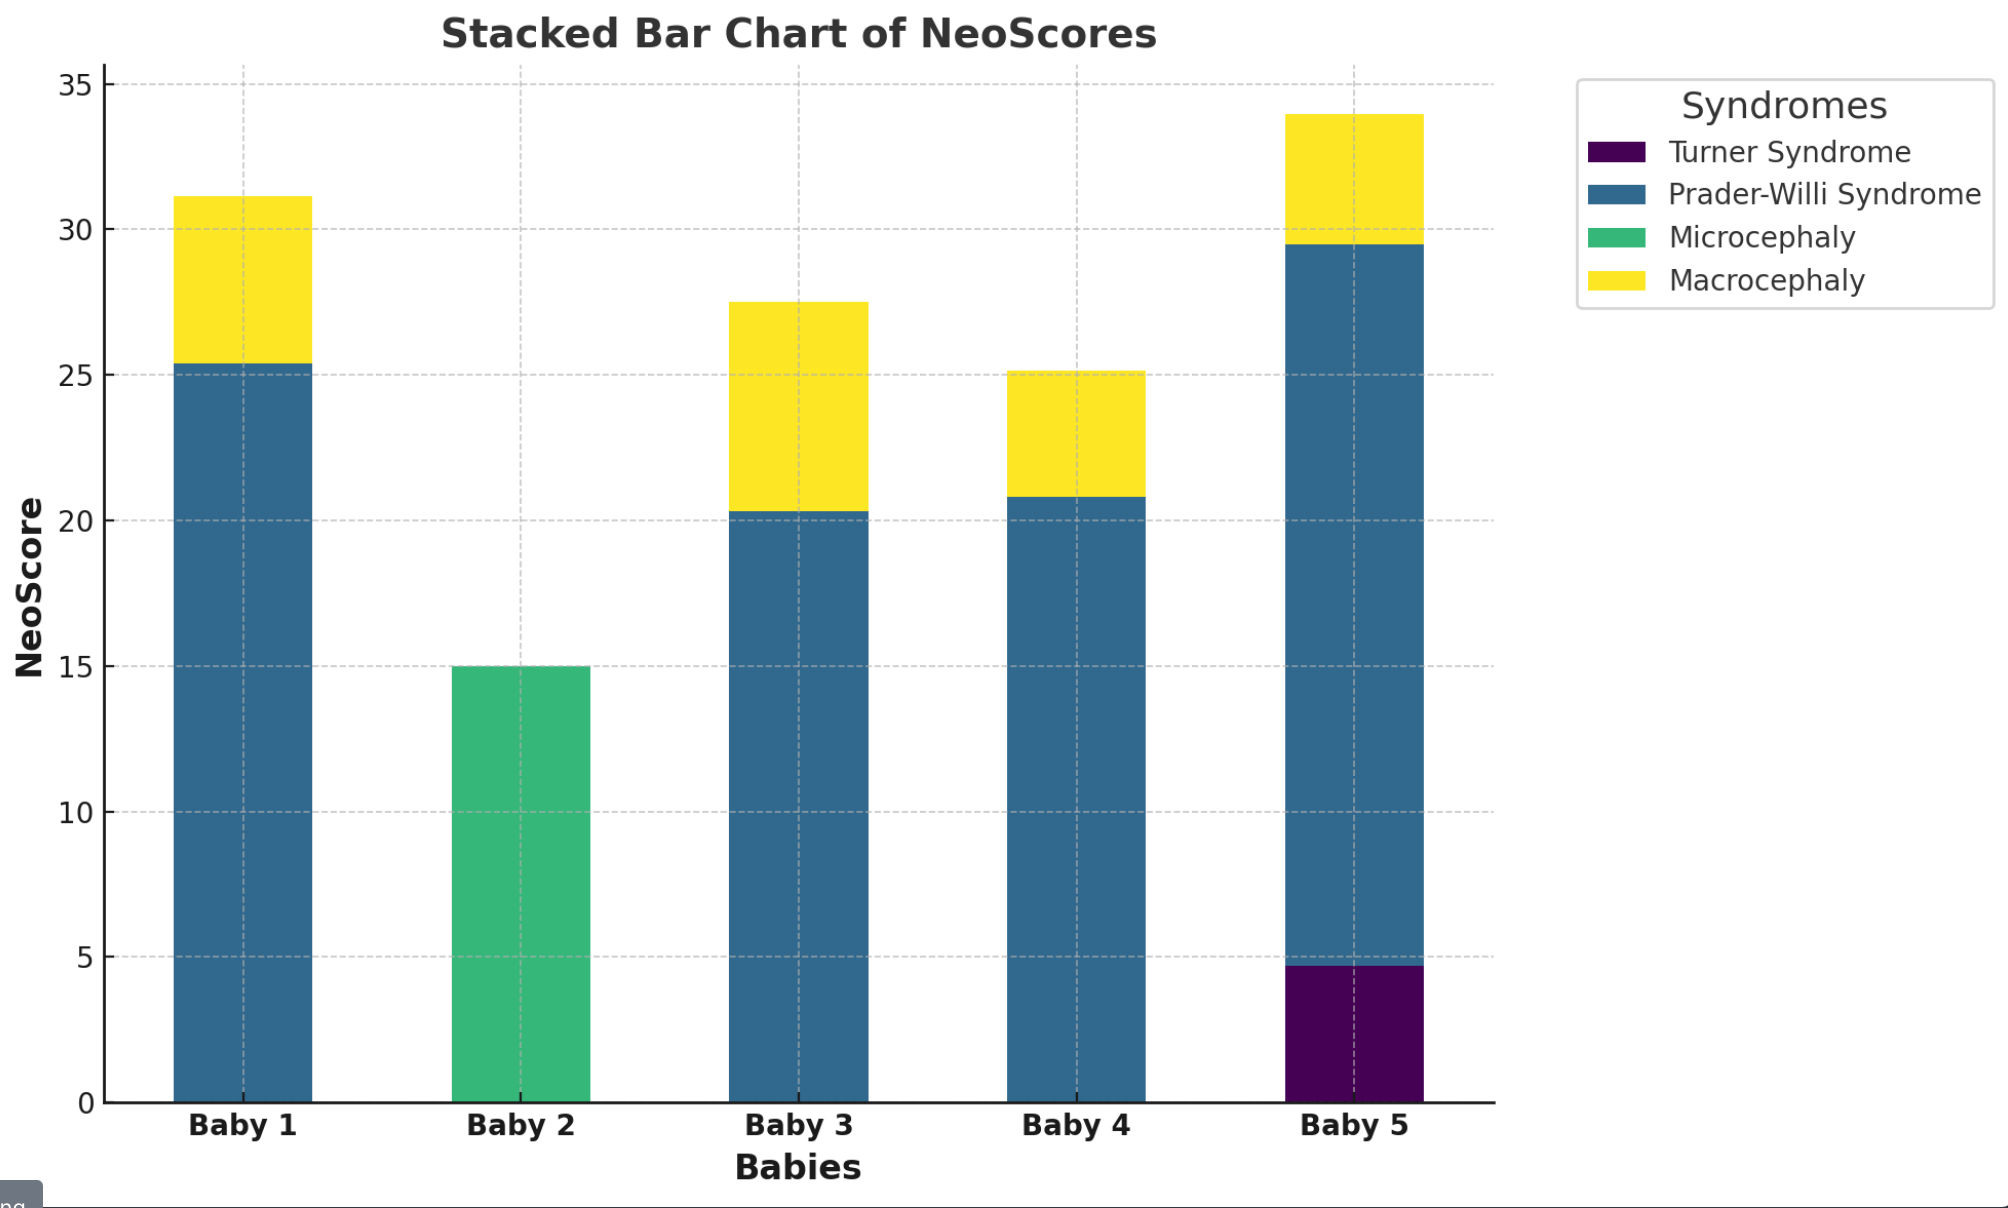 Stacked Bar Chart of NeoScores
35
30
25
20
15
10
5
0
NeoScore
Baby 1
Baby 2
Baby 3
Baby 4
Baby 5
Babies
Syndromes
Turner Syndrome
Prader-Willi Syndrome
Microcephaly
Macrocephaly